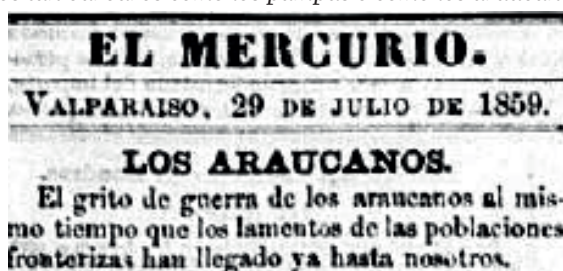 EL MERCURIO.
VALPARAISO, 29 DE JULIO DE 1859.
LOS ARAUCANOS.
El grito de guerra de los araucanos al mis-
mo tiempo que los lamentos de las poblaciones
fronterizas han llegado ya hasta nosotros.